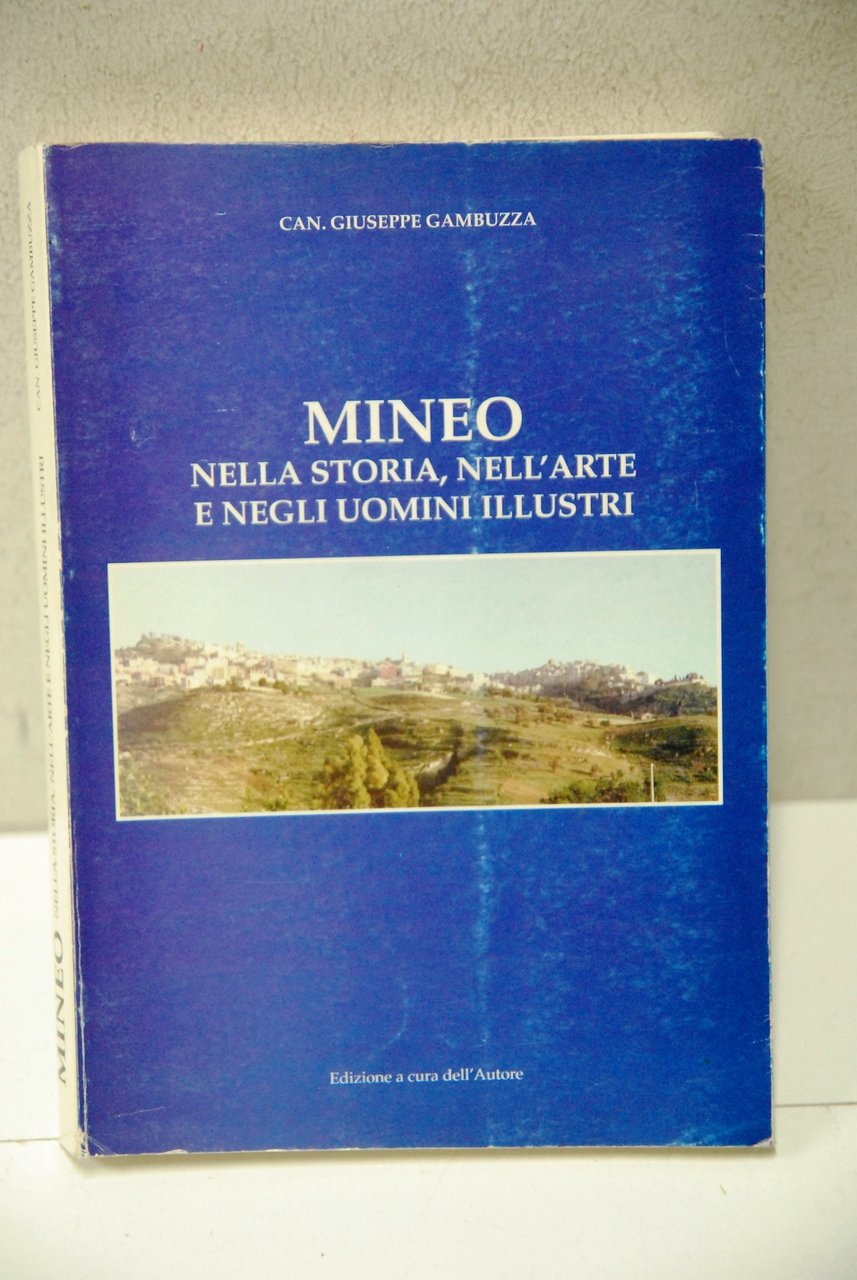 CAN. GIUSEPPE GAMBUZZA
MINEO
NELLA STORIA, NELL'ARTE
E NEGLI UOMINI ILLUSTRI
Edizione a cura dell'Autore
MINEO NELLA STORIA, NELL'ARTE E NEGLI UOMINI ILLUSTRI CAN. GIUSEPPE GAMBUZZA